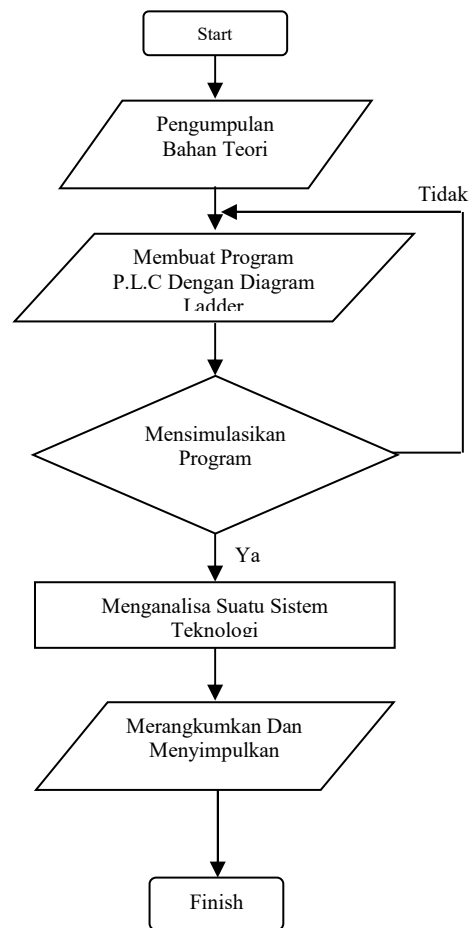 Start
Pengumpulan
Bahan Teori
Tidak
Membuat Program
P.L.C Dengan Diagram
Ladder
Mensimulasikan
Program
Ya
Menganalisa Suatu Sistem
Teknologi
Merangkumkan Dan
Menyimpulkan
Finish